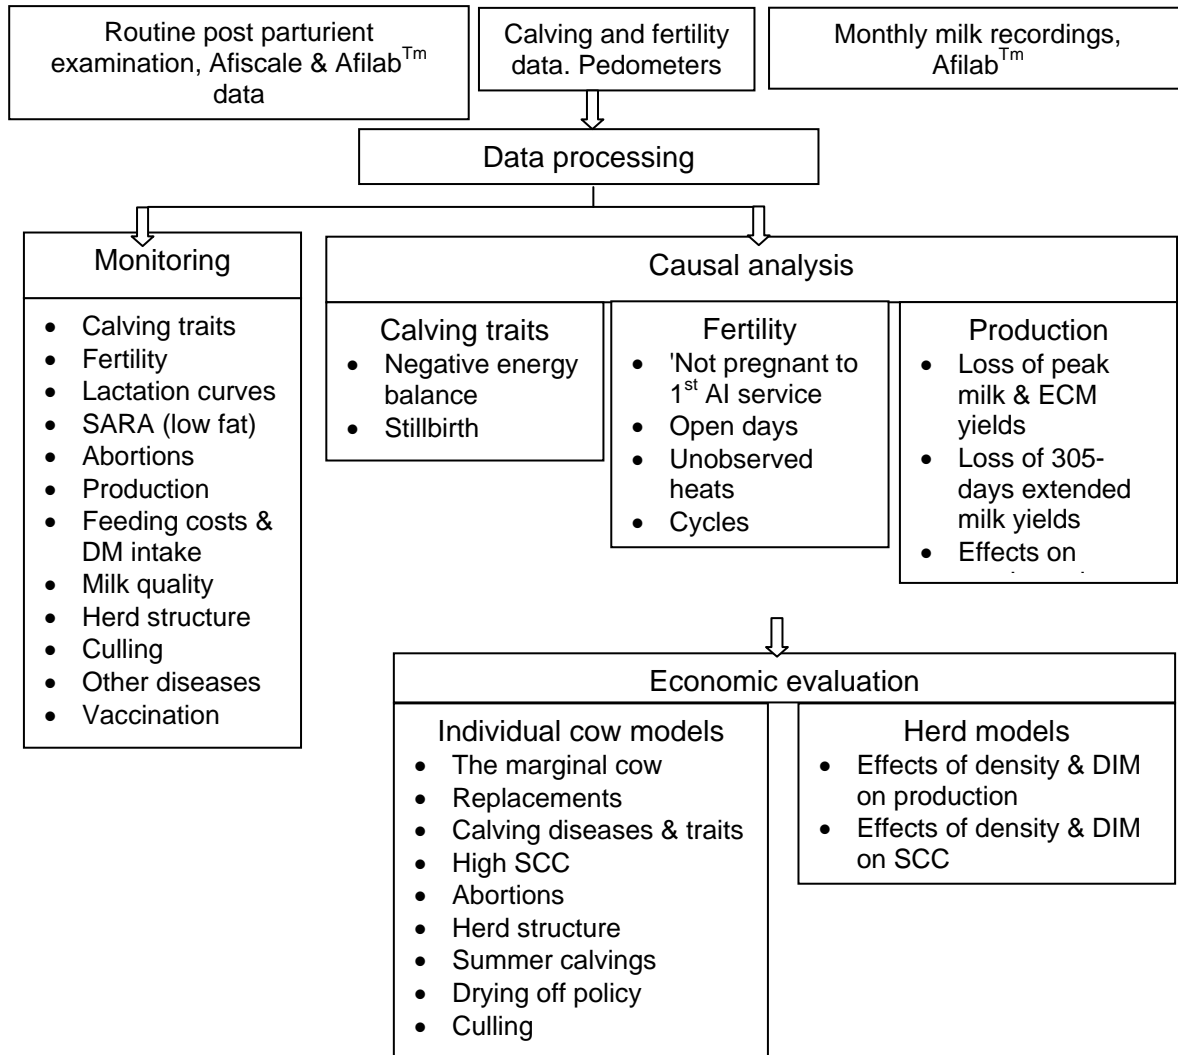 Routine post parturient
examination, Afiscale & Afilab™
data
Calving and fertility
data. Pedometers
Monthly milk recordings,
Afilab™
Data processing
Monitoring
• Calving traits
• Fertility
• Lactation curves
• SARA (low fat)
• Abortions
• Production
• Feeding costs &
DM intake
• Milk quality
• Herd structure
• Culling
• Other diseases
• Vaccination
Causal analysis
Calving traits
• Negative energy
balance
• Stillbirth
Fertility
• 'Not pregnant to
1st AI service
• Open days
• Unobserved
heats
• Cycles
Production
• Loss of peak
milk & ECM
yields
• Loss of 305-
days extended
milk yields
• Effects on
Economic evaluation
Individual cow models
• The marginal cow
• Replacements
• Calving diseases & traits
• High SCC
• Abortions
• Herd structure
• Summer calvings
• Drying off policy
• Culling
Herd models
• Effects of density & DIM
on production
• Effects of density & DIM
on SCC